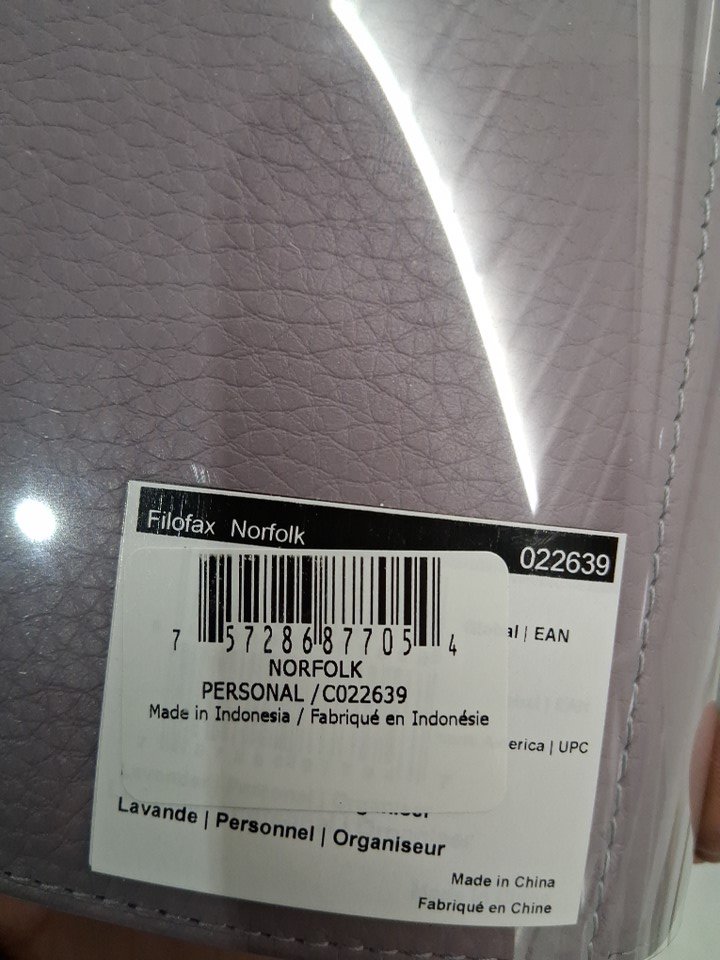 Filofax Norfolk
022639
7 57286 87705 4
NORFOLK
PERSONAL /C022639
Made in Indonesia / Fabriqué en Indonésie
al | EAN
erica | UPC
Lavande | Personnel | Organiseur
Made in China
Fabriqué en Chine